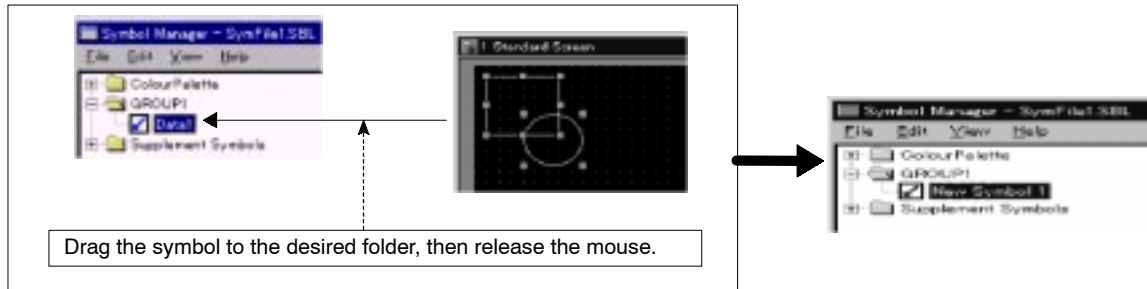 Symbol Manager - SymFile1.SBL
File Edit View Help
ColourPalette
GROUP1
Data1
Supplement Symbols
1 Standard Screen
Drag the symbol to the desired folder, then release the mouse.
Symbol Manager - SymFile1.SBL
File Edit View Help
ColourPalette
GROUP1
New Symbol 1
Supplement Symbols